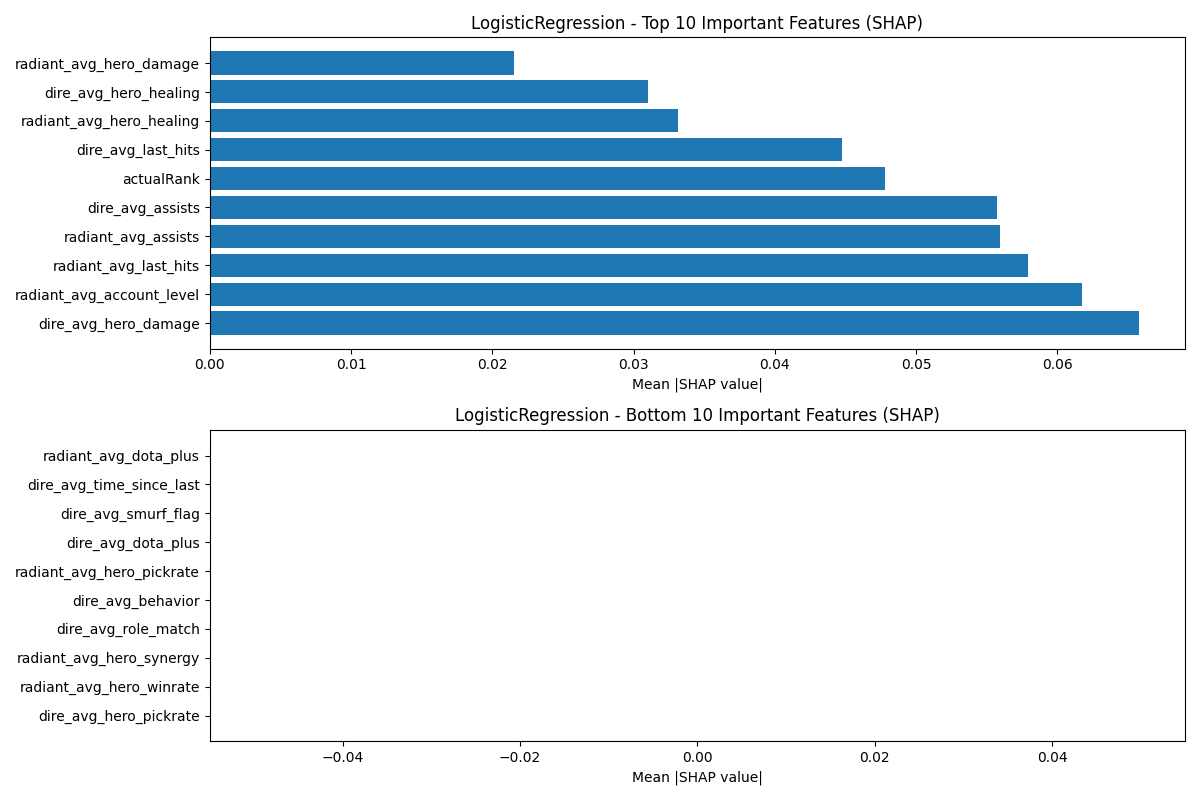 LogisticRegression - Top 10 Important Features (SHAP)
radiant_avg_hero_damage
dire_avg_hero_healing
radiant_avg_hero_healing
dire_avg_last_hits
actualRank
dire_avg_assists
radiant_avg_assists
radiant_avg_last_hits
radiant_avg_account_level
dire_avg_hero_damage
0.00 0.01 0.02 0.03 0.04 0.05 0.06
Mean |SHAP value|
LogisticRegression - Bottom 10 Important Features (SHAP)
radiant_avg_dota_plus
dire_avg_time_since_last
dire_avg_smurf_flag
dire_avg_dota_plus
radiant_avg_hero_pickrate
dire_avg_behavior
dire_avg_role_match
radiant_avg_hero_synergy
radiant_avg_hero_winrate
dire_avg_hero_pickrate
−0.04 −0.02 0.00 0.02 0.04
Mean |SHAP value|